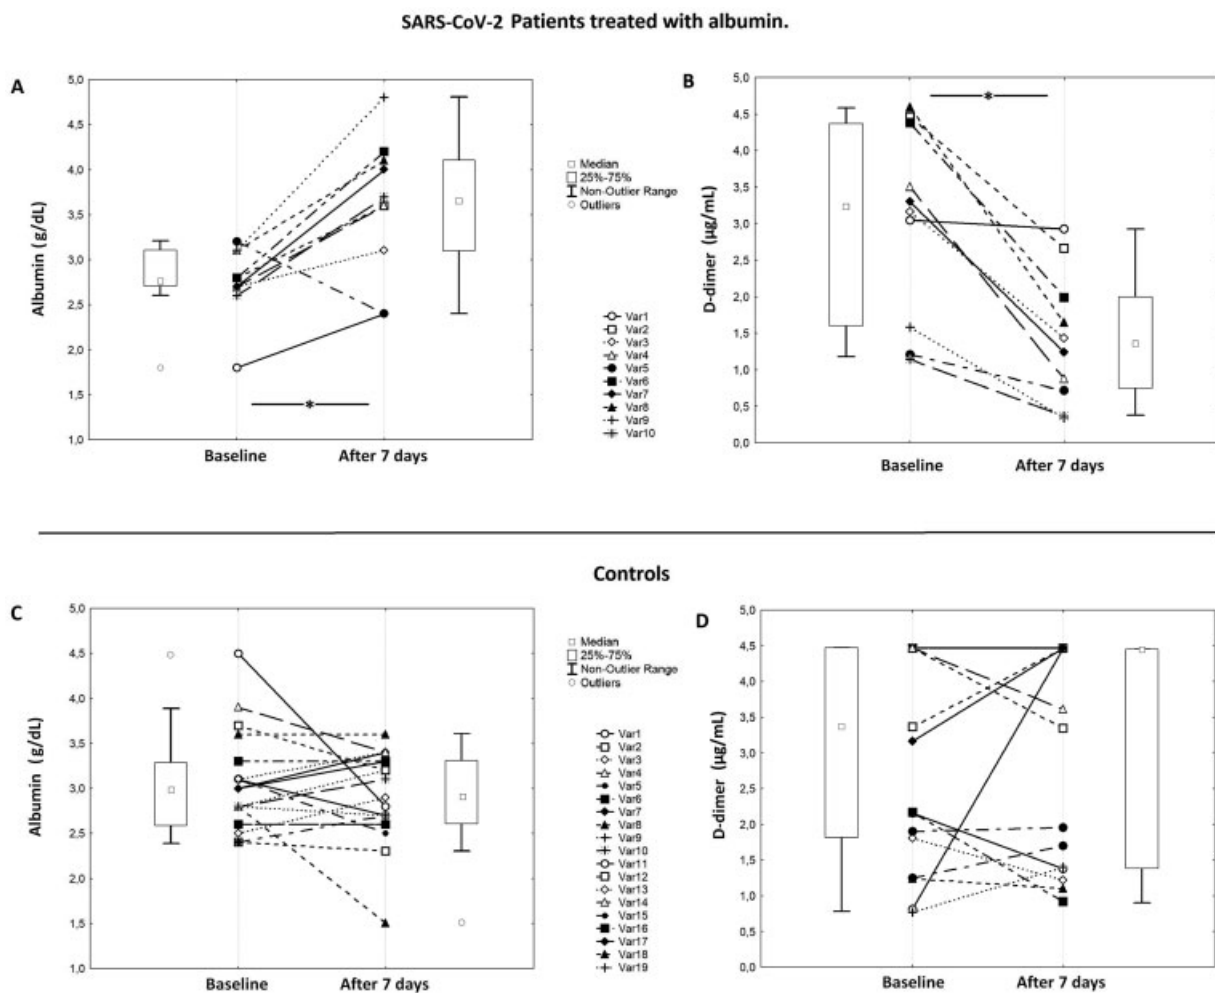 SARS-CoV-2 Patients treated with albumin.
A
Albumin (g/dL)
5,0
4,5
4,0
3,5
3,0
2,5
2,0
1,5
1,0
*
Baseline
After 7 days
Median
25%-75%
Non-Outlier Range
Outliers
Var1
Var2
Var3
Var4
Var5
Var6
Var7
Var8
Var9
Var10
B
D-dimer (µg/mL)
5,0
4,5
4,0
3,5
3,0
2,5
2,0
1,5
1,0
0,5
0,0
*
Baseline
After 7 days
Controls
C
Albumin (g/dL)
5,0
4,5
4,0
3,5
3,0
2,5
2,0
1,5
1,0
Baseline
After 7 days
Median
25%-75%
Non-Outlier Range
Outliers
Var1
Var2
Var3
Var4
Var5
Var6
Var7
Var8
Var9
Var10
Var11
Var12
Var13
Var14
Var15
Var16
Var17
Var18
Var19
D
D-dimer (µg/mL)
5,0
4,5
4,0
3,5
3,0
2,5
2,0
1,5
1,0
0,5
0,0
Baseline
After 7 days